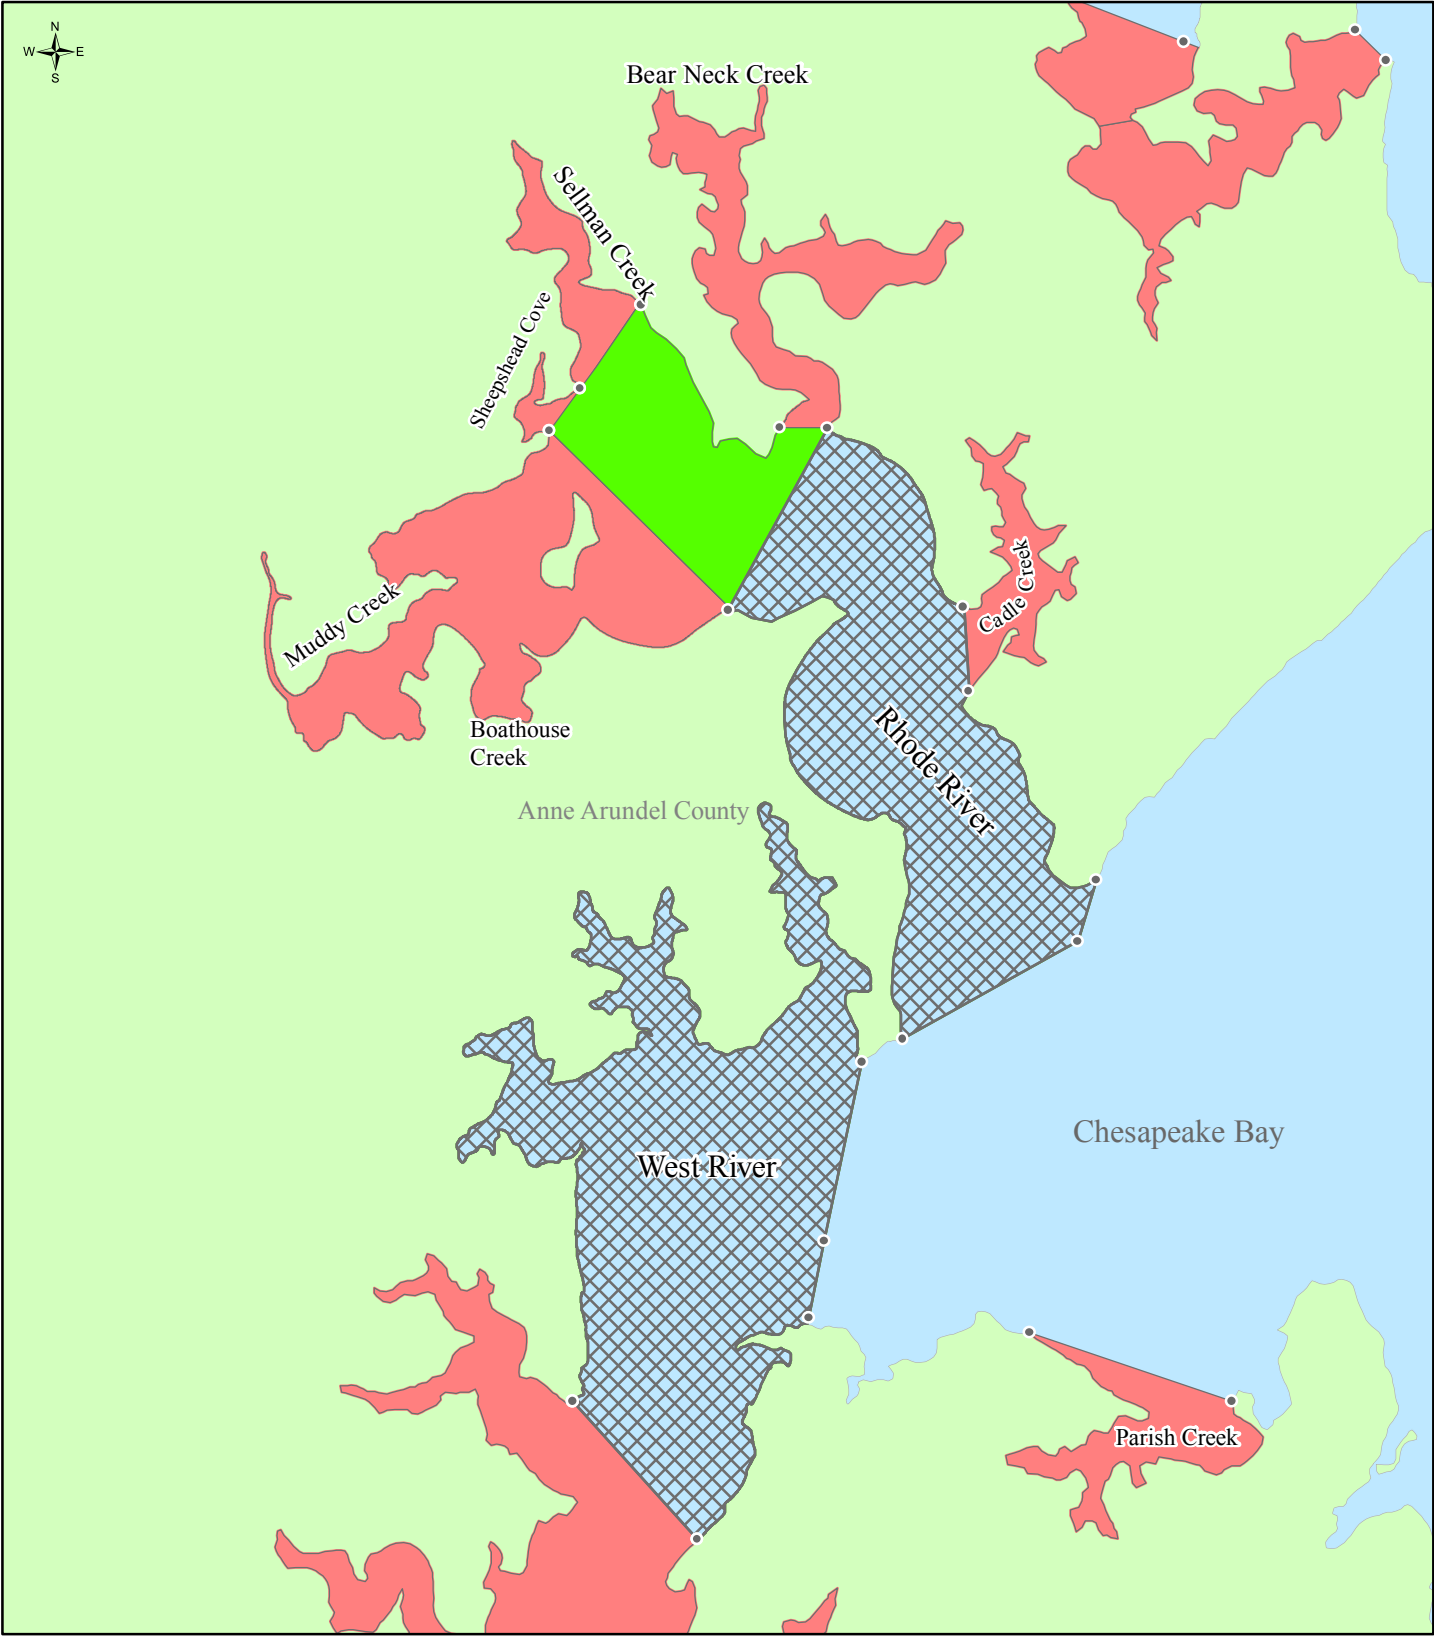 N
W E
S
Bear Neck Creek
Sellman Creek
Sheepshead Cove
Cadle Creek
Muddy Creek
Boathouse
Creek
Rhode River
Anne Arundel County
Chesapeake Bay
West River
Parish Creek